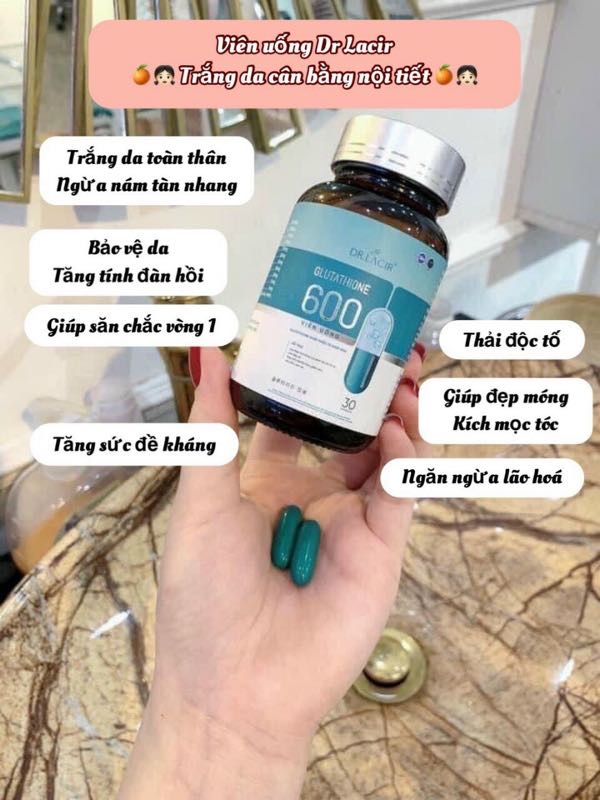 Viên uống Dr Lacir
🍊👧🏻Trắng da cân bằng nội tiết🍊👧🏻
Trắng da toàn thân
Ngừa nám tàn nhang
Bảo vệ da
Tăng tính đàn hồi
Giúp săn chắc vòng 1
Tăng sức đề kháng
DR.LACIR
GLUTATHIONE
600
VIÊN UỐNG
30
Thải độc tố
Giúp đẹp móng
Kích mọc tóc
Ngăn ngừa lão hoá